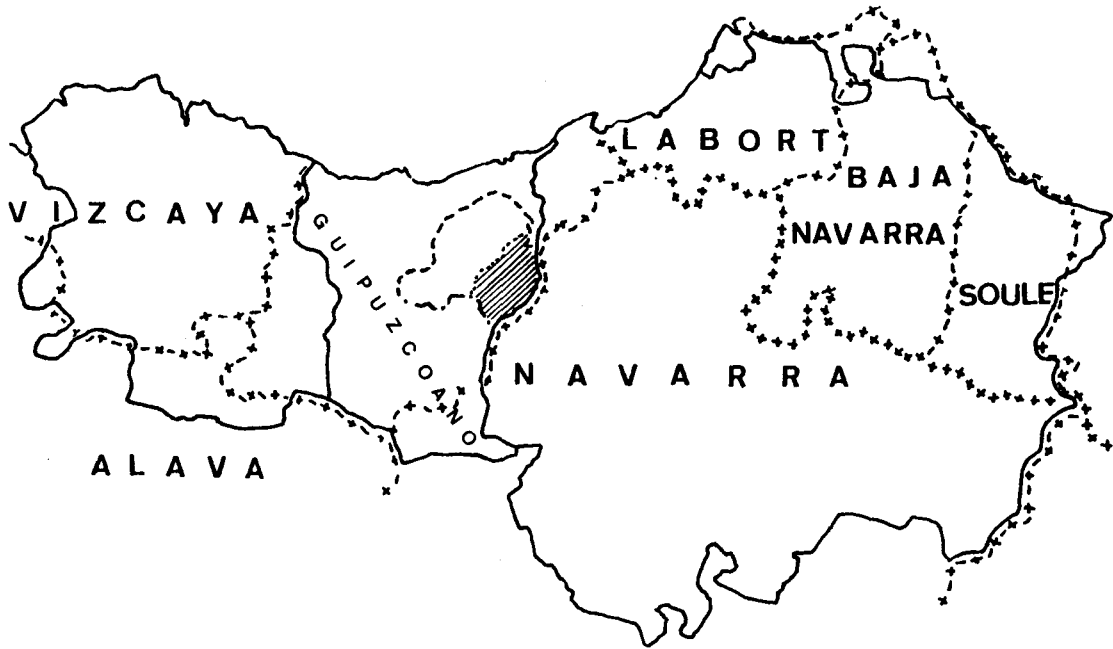 LABORT
BAJA
NAVARRA
VIZCAYA
GUIPUZCOANO
SOULE
NAVARRA
ALAVA